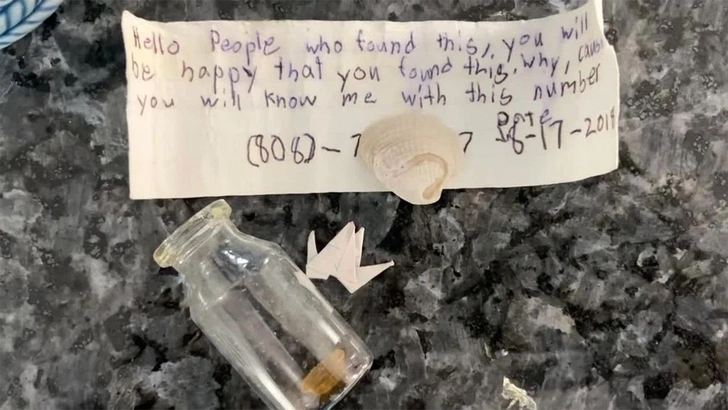 Hello People who found this, you will
be happy that you found this, why, cause
you will know me with this number
Date
(808)-7 7 8-17-2019